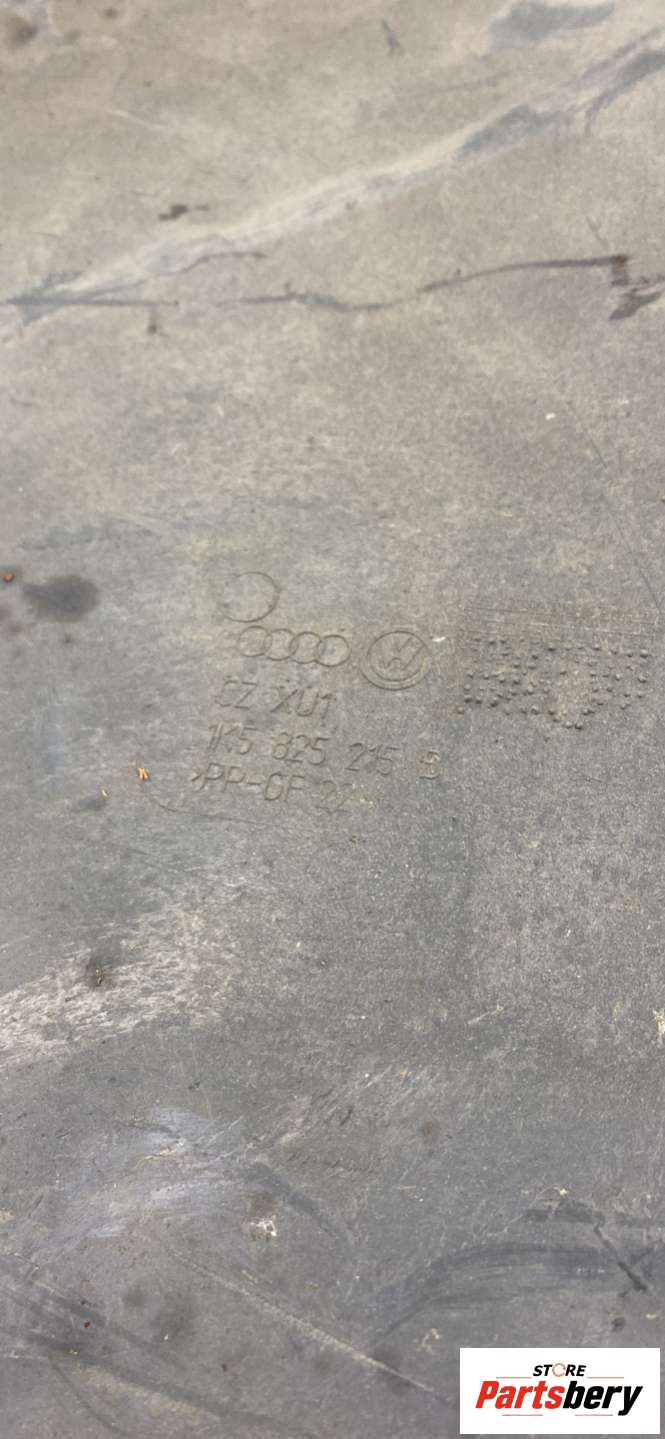 CZ XU1
1K5 825 215 B
>PP-GF 22
STORE
Partsbery